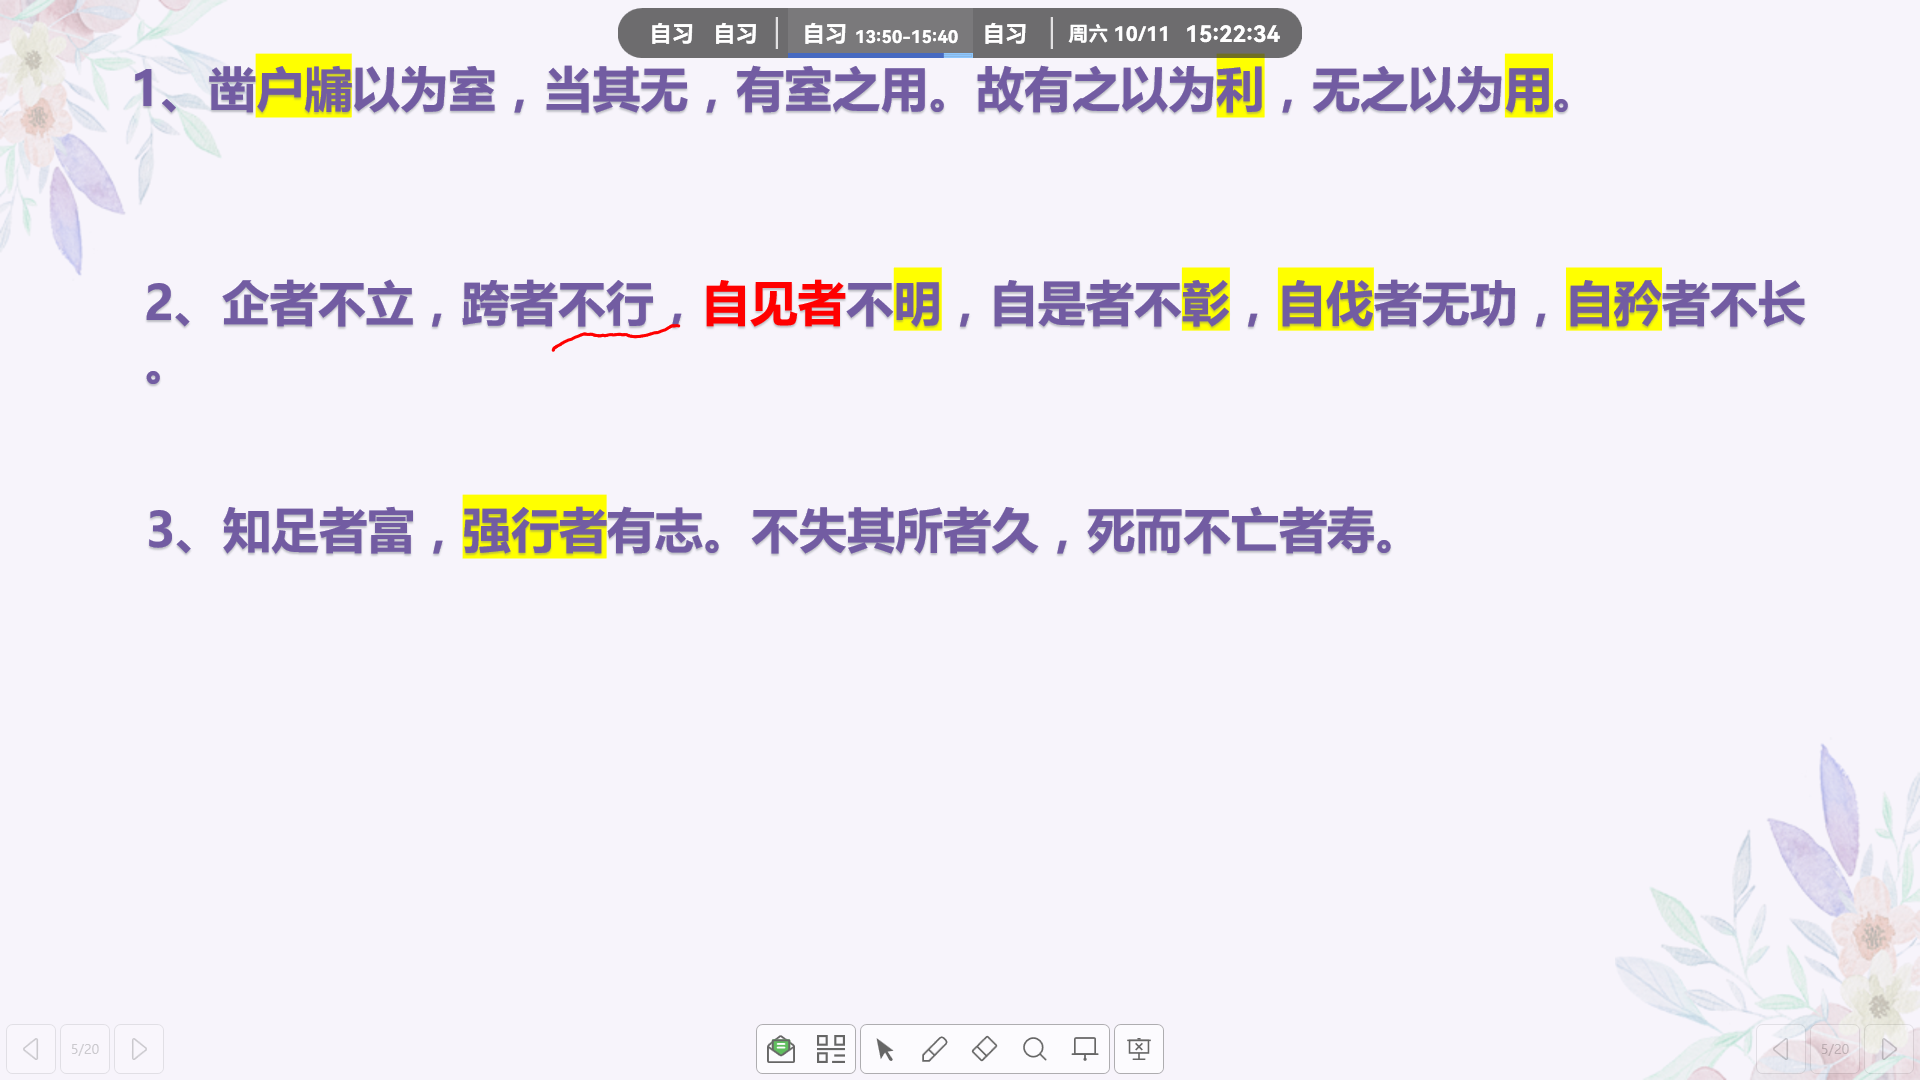 自习 自习 自习 13:50-15:40 自习 周六 10/11 15:22:34
1、凿户牖以为室，当其无，有室之用。故有之以为利，无之以为用。
2、企者不立，跨者不行，自见者不明，自是者不彰，自伐者无功，自矜者不长
。
3、知足者富，强行者有志。不失其所者久，死而不亡者寿。
5/20
5/20